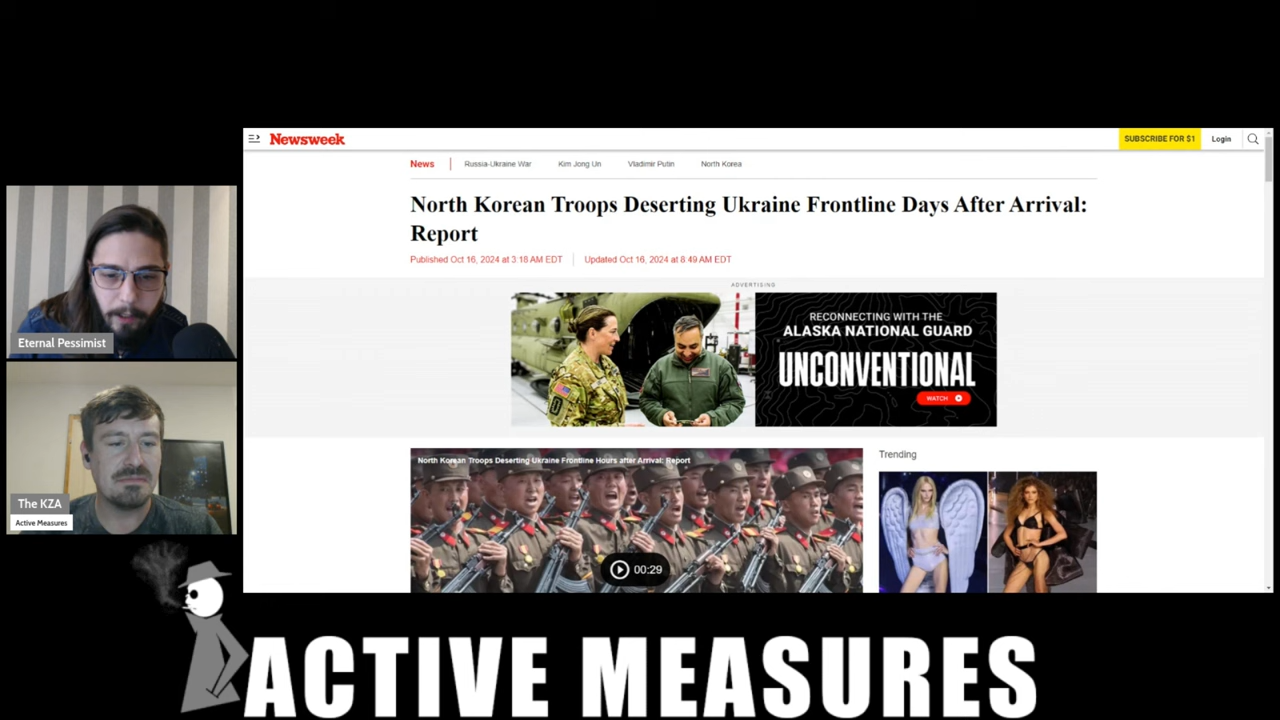 Newsweek
SUBSCRIBE FOR $1
Login
News
Russia-Ukraine War
Kim Jong Un
Vladimir Putin
North Korea
North Korean Troops Deserting Ukraine Frontline Days After Arrival:
Report
Published Oct 16, 2024 at 3:18 AM EDT
Updated Oct 16, 2024 at 8:49 AM EDT
ADVERTISING
RECONNECTING WITH THE
ALASKA NATIONAL GUARD
UNCONVENTIONAL
WATCH
Eternal Pessimist
North Korean Troops Deserting Ukraine Frontline Hours after Arrival: Report
Trending
00:29
The KZA
Active Measures
ACTIVE MEASURES